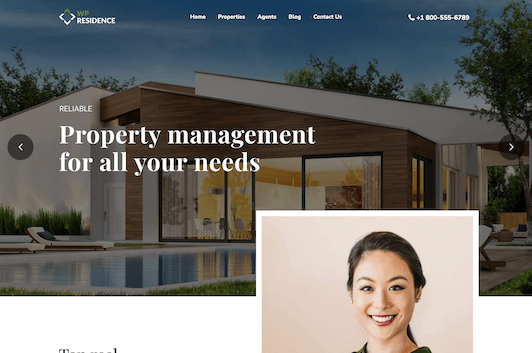 WP
RESIDENCE
Home
Properties
Agents
Blog
Contact Us
+1 800-555-6789
RELIABLE
Property management
for all your needs